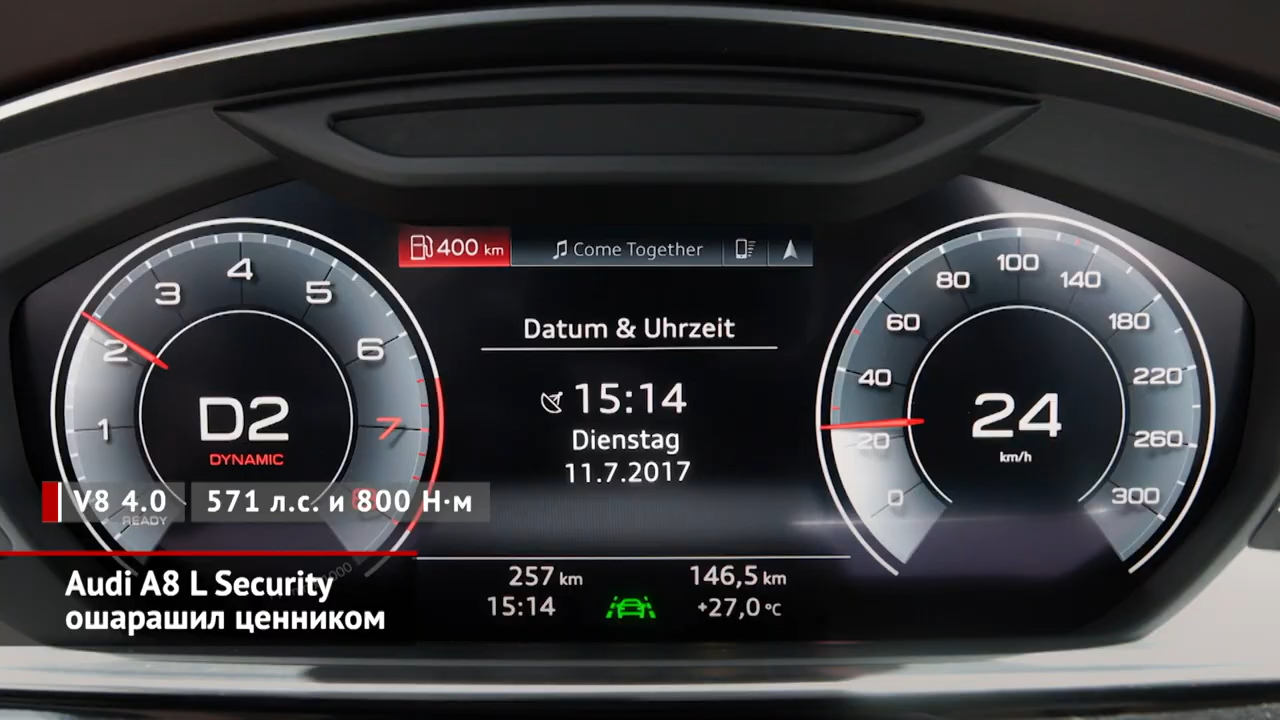 400 km
Come Together
Datum & Uhrzeit
15:14
Dienstag
11.7.2017
1
2
3
4
5
6
7
8
D2
DYNAMIC
READY
0
20
40
60
80
100
140
180
220
260
300
24
km/h
V8 4.0
571 л.с. и 800 Н·м
Audi A8 L Security
ошарашил ценником
257 km
146,5 km
15:14
+27,0 °C